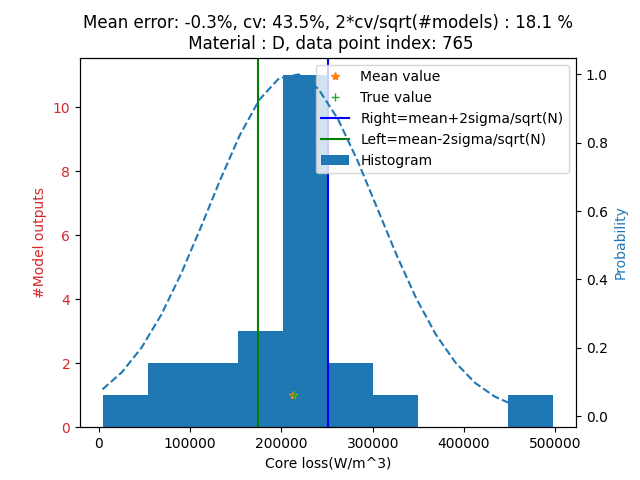 Mean error: -0.3%, cv: 43.5%, 2*cv/sqrt(#models) : 18.1 %
Material : D, data point index: 765
Mean value
True value
Right=mean+2sigma/sqrt(N)
Left=mean-2sigma/sqrt(N)
Histogram
#Model outputs
10
8
6
4
2
0
1.0
0.8
0.6
0.4
0.2
0.0
Probability
0 100000 200000 300000 400000 500000
Core loss(W/m^3)